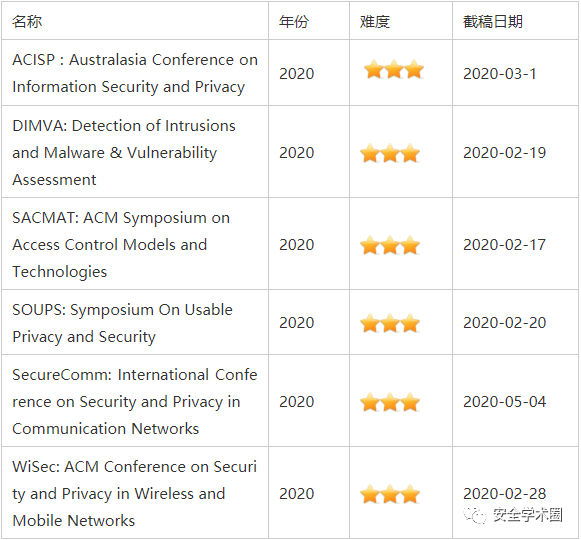 名称 年份 难度 截稿日期
ACISP : Australasia Conference on
Information Security and Privacy
2020
2020-03-1
DIMVA: Detection of Intrusions
and Malware & Vulnerability
Assessment
2020
2020-02-19
SACMAT: ACM Symposium on
Access Control Models and
Technologies
2020
2020-02-17
SOUPS: Symposium On Usable
Privacy and Security
2020
2020-02-20
SecureComm: International Confe
rence on Security and Privacy in
Communication Networks
2020
2020-05-04
WiSec: ACM Conference on Securi
ty and Privacy in Wireless and
Mobile Networks
2020
2020-02-28
安全学术圈